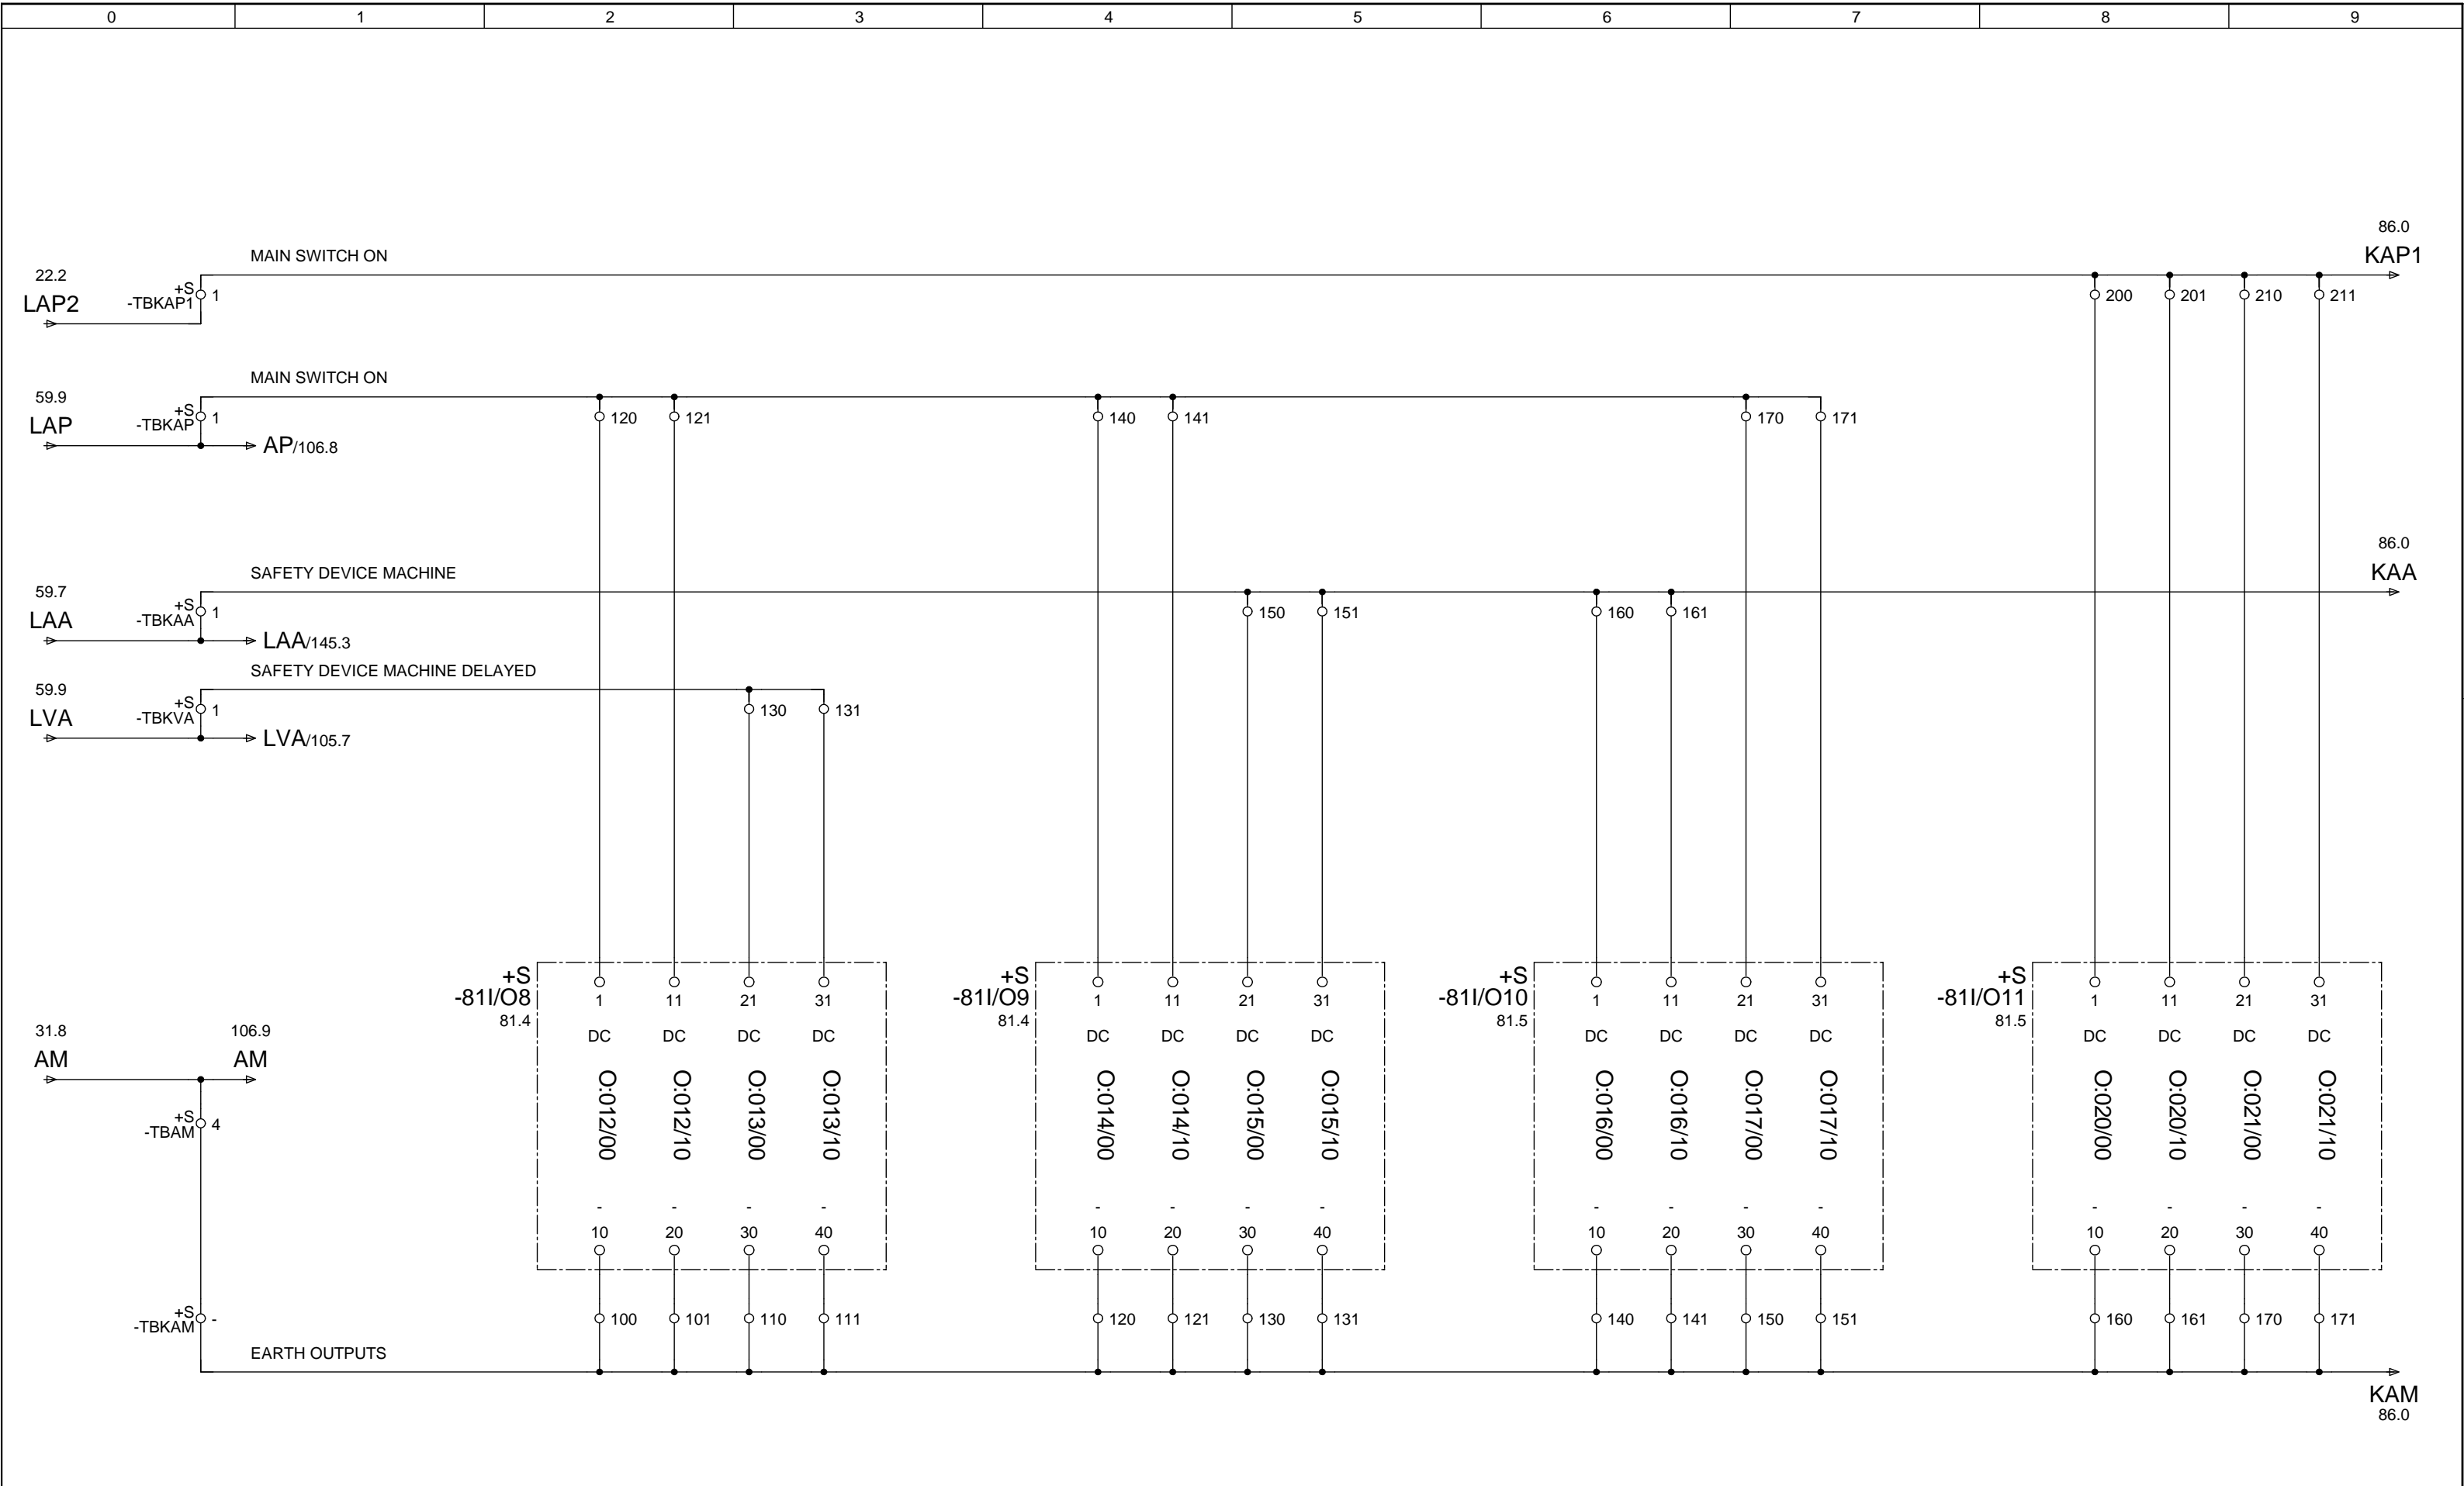 0 1 2 3 4 5 6 7 8 9
86.0
MAIN SWITCH ON
KAP1
22.2
+S
-TBKAP1 1
LAP2
200 201 210 211
MAIN SWITCH ON
59.9
+S
-TBKAP 1
LAP
120 121 140 141 170 171
AP/106.8
86.0
SAFETY DEVICE MACHINE
KAA
59.7
+S
-TBKAA 1
LAA
150 151 160 161
LAA/145.3
SAFETY DEVICE MACHINE DELAYED
59.9
+S
-TBKVA 1
LVA
130 131
LVA/105.7
+S
-81I/O8
81.4
1 11 21 31
DC DC DC DC
O:012/00
O:012/10
O:013/00
O:013/10
- - - -
10 20 30 40
100 101 110 111
+S
-81I/O9
81.4
1 11 21 31
DC DC DC DC
O:014/00
O:014/10
O:015/00
O:015/10
- - - -
10 20 30 40
120 121 130 131
+S
-81I/O10
81.5
1 11 21 31
DC DC DC DC
O:016/00
O:016/10
O:017/00
O:017/10
- - - -
10 20 30 40
140 141 150 151
+S
-81I/O11
81.5
1 11 21 31
DC DC DC DC
O:020/00
O:020/10
O:021/00
O:021/10
- - - -
10 20 30 40
160 161 170 171
31.8 106.9
AM AM
+S
-TBAM 4
+S
-TBKAM -
EARTH OUTPUTS
KAM
86.0